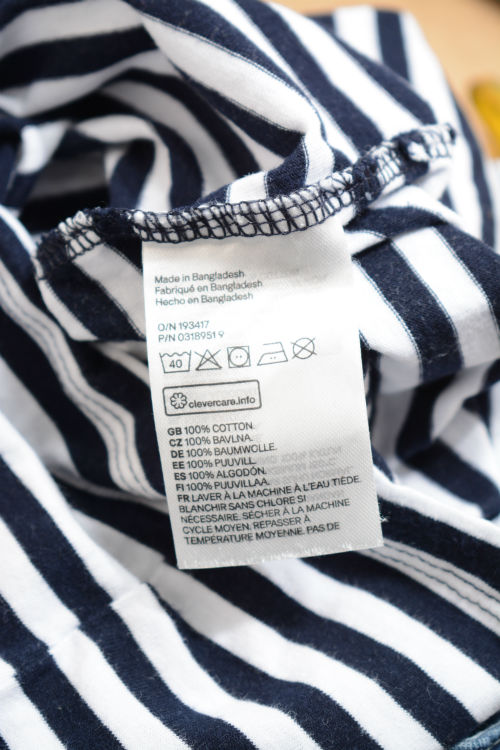 Made in Bangladesh
Fabriqué en Bangladesh
Hecho en Bangladesh
O/N 193417
P/N 0318951 9
40
clevercare.info
GB 100% COTTON.
CZ 100% BAVLNA.
DE 100% BAUMWOLLE.
EE 100% PUUVILL.
ES 100% ALGODÓN.
FI 100% PUUVILLAA.
FR LAVER À LA MACHINE À L'EAU TIÈDE.
BLANCHIR SANS CHLORE SI
NÉCESSAIRE. SÉCHER À LA MACHINE
CYCLE MOYEN. REPASSER À
TEMPÉRATURE MOYENNE. PAS DE